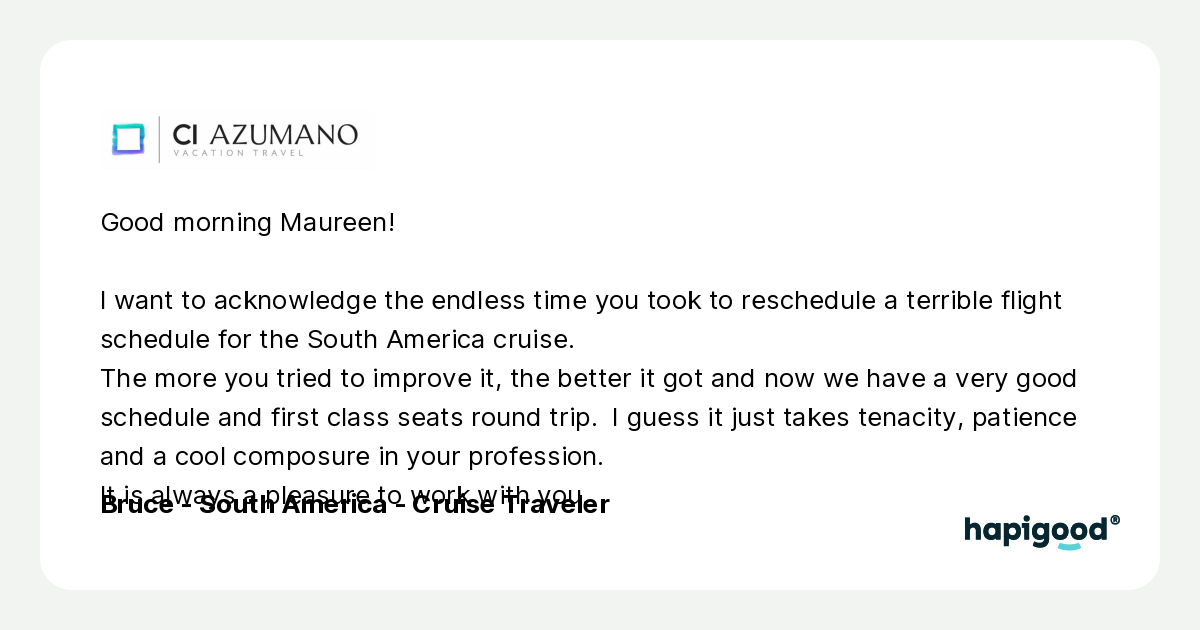 CI AZUMANO
VACATION TRAVEL
Good morning Maureen!
I want to acknowledge the endless time you took to reschedule a terrible flight
schedule for the South America cruise.
The more you tried to improve it, the better it got and now we have a very good
schedule and first class seats round trip.  I guess it just takes tenacity, patience
and a cool composure in your profession.
It is always a pleasure to work with you
Bruce - South America - Cruise Traveler
hapigood®